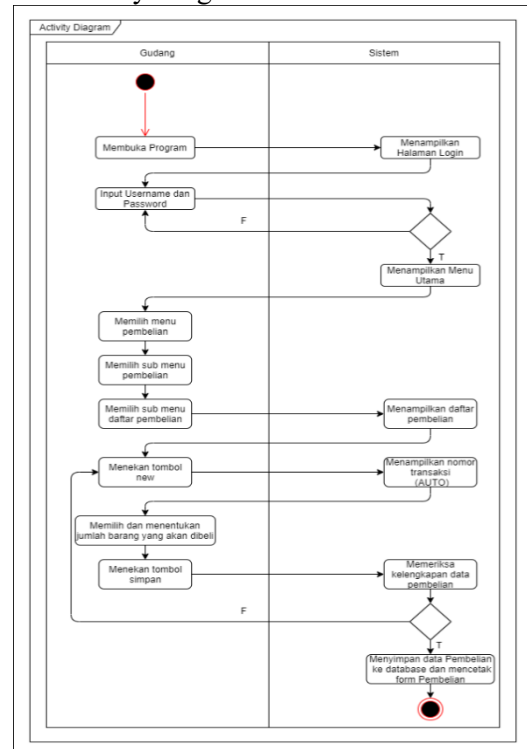 Activity Diagram
Gudang
Sistem
Membuka Program
Menampilkan
Halaman Login
Input Username dan
Password
F
T
Menampilkan Menu
Utama
Memilih menu
pembelian
Memilih sub menu
pembelian
Memilih sub menu
daftar pembelian
Menampilkan daftar
pembelian
Menekan tombol
new
Menampilkan nomor
transaksi
(AUTO)
Memilih dan menentukan
jumlah barang yang akan dibeli
Menekan tombol
simpan
Memeriksa
kelengkapan data
pembelian
F
T
Menyimpan data Pembelian
ke database dan mencetak
form Pembelian